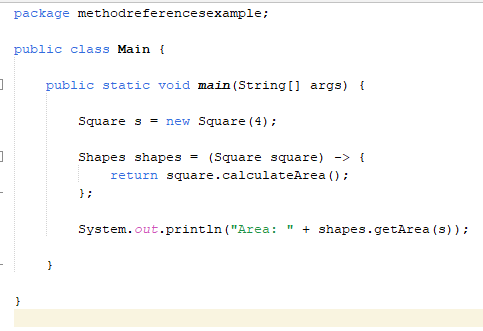 package methodreferencesexample;
public class Main {
public static void main(String[] args) {
Square s = new Square(4);
Shapes shapes = (Square square) -> {
return square.calculateArea();
};
System.out.println("Area: " + shapes.getArea(s));
}
}